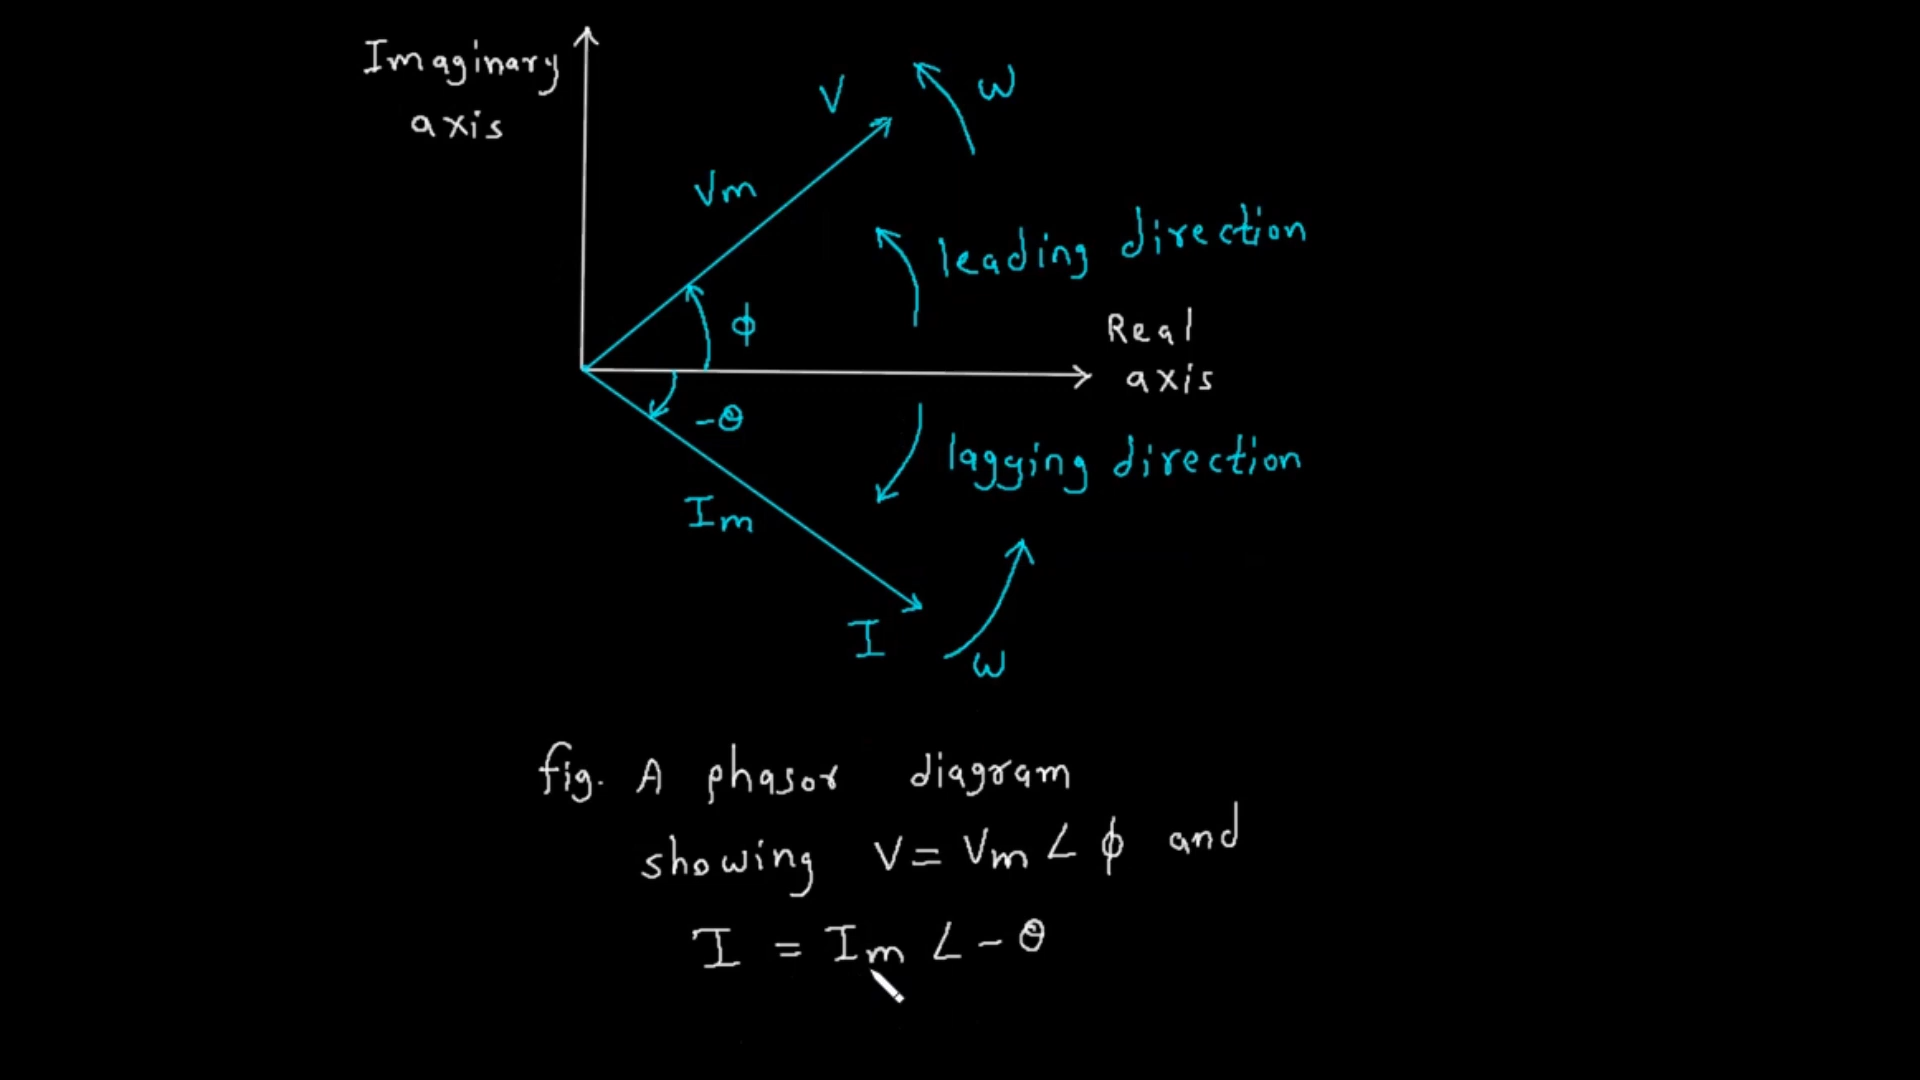 Imaginary
axis
V
ω
Vm
leading direction
ϕ
Real
axis
-θ
lagging direction
Im
I
ω
fig. A phasor diagram
showing V = Vm ∠ ϕ and
I = Im ∠ - θ